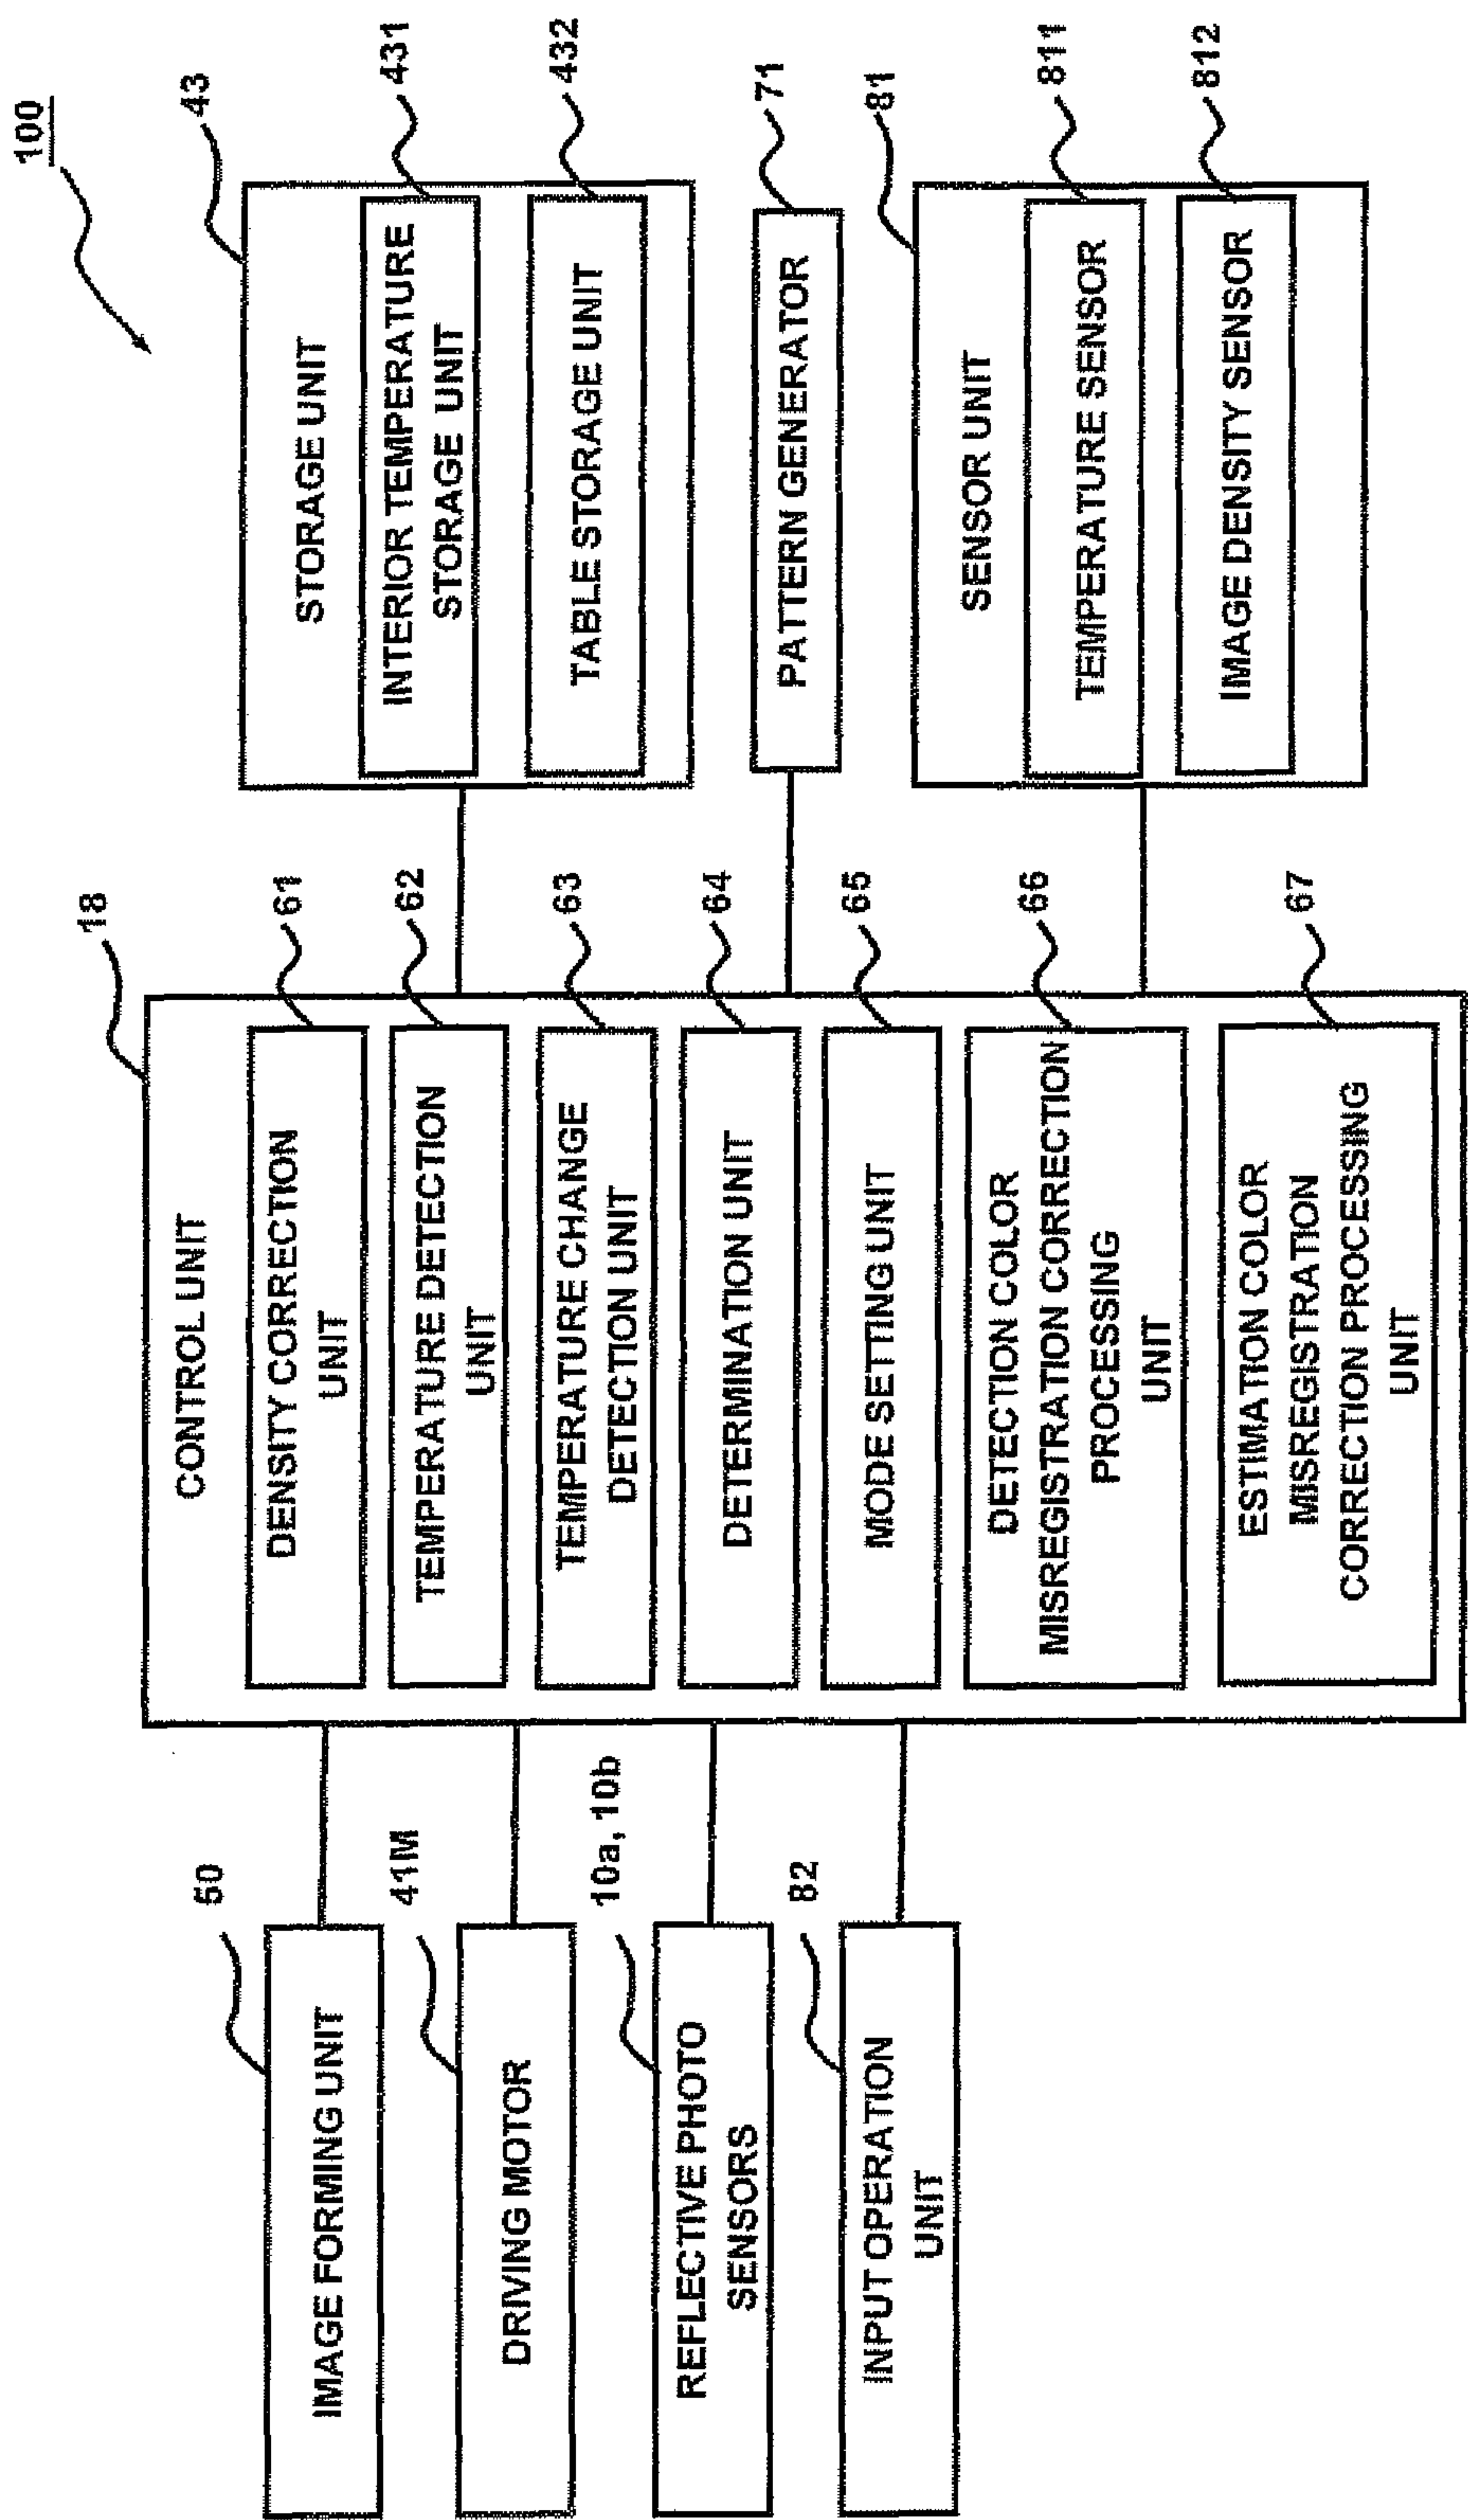 100
IMAGE FORMING UNIT
50
DRIVING MOTOR
41M
REFLECTIVE PHOTO
SENSORS
10a, 10b
INPUT OPERATION
UNIT
82
CONTROL UNIT
18
DENSITY CORRECTION
UNIT
61
TEMPERATURE DETECTION
UNIT
62
TEMPERATURE CHANGE
DETECTION UNIT
63
DETERMINATION UNIT
64
MODE SETTING UNIT
65
DETECTION COLOR
MISREGISTRATION CORRECTION
PROCESSING
UNIT
66
ESTIMATION COLOR
MISREGISTRATION
CORRECTION PROCESSING
UNIT
67
STORAGE UNIT
43
INTERIOR TEMPERATURE
STORAGE UNIT
431
TABLE STORAGE UNIT
432
PATTERN GENERATOR
71
SENSOR UNIT
81
TEMPERATURE SENSOR
811
IMAGE DENSITY SENSOR
812